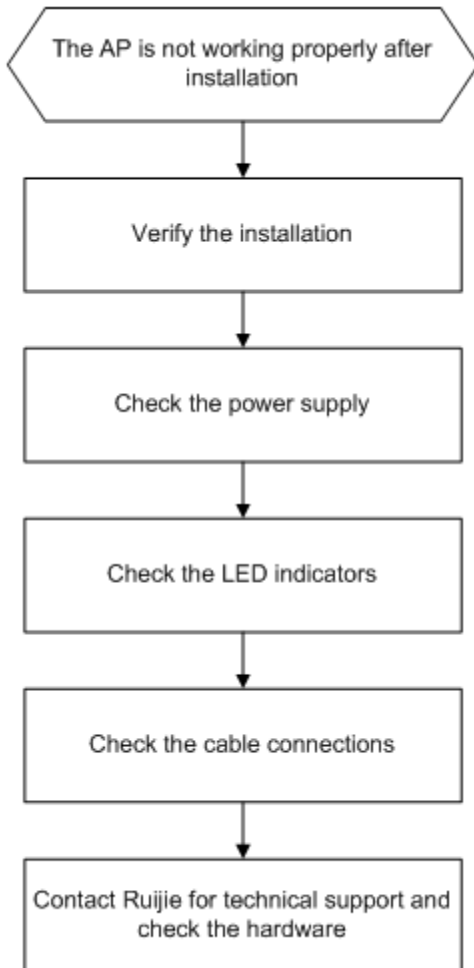 The AP is not working properly after
installation
Verify the installation
Check the power supply
Check the LED indicators
Check the cable connections
Contact Ruijie for technical support and
check the hardware